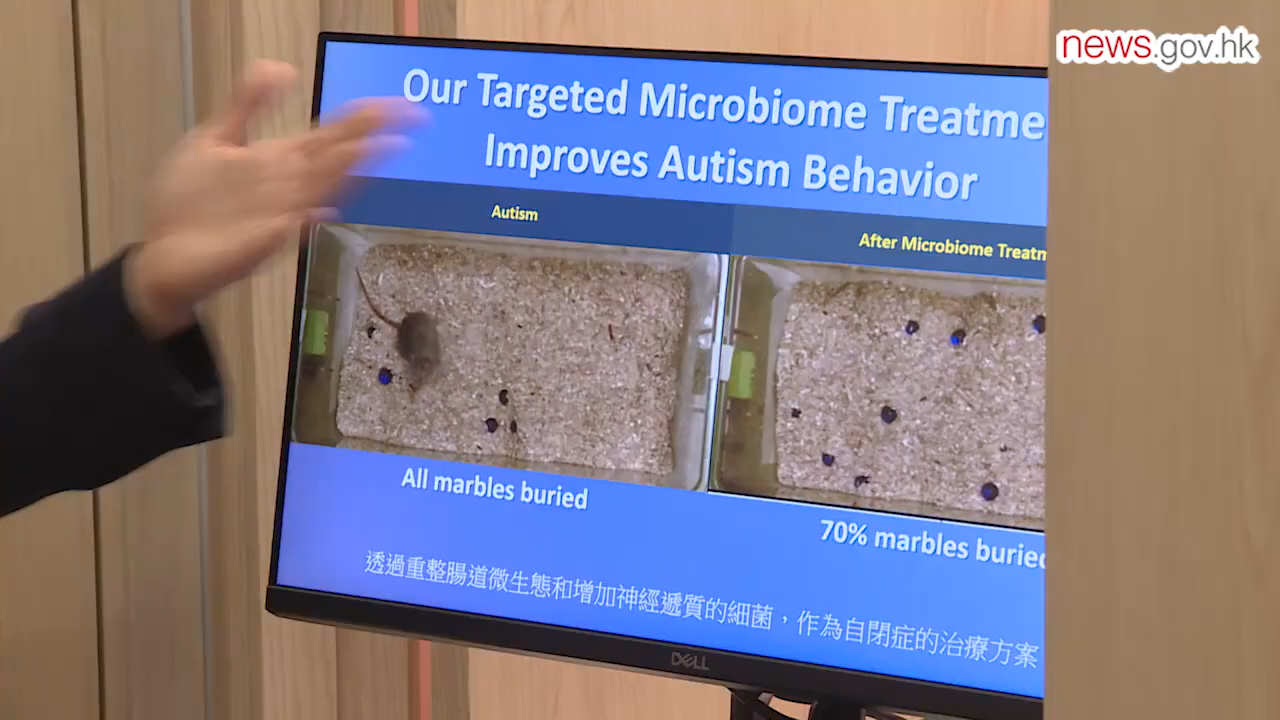 news.gov.hk
Our Targeted Microbiome Treatme
Improves Autism Behavior
Autism
After Microbiome Treatm
All marbles buried
70% marbles buried
透過重整腸道微生態和增加神經遞質的細菌，作為自閉症的治療方案
DELL